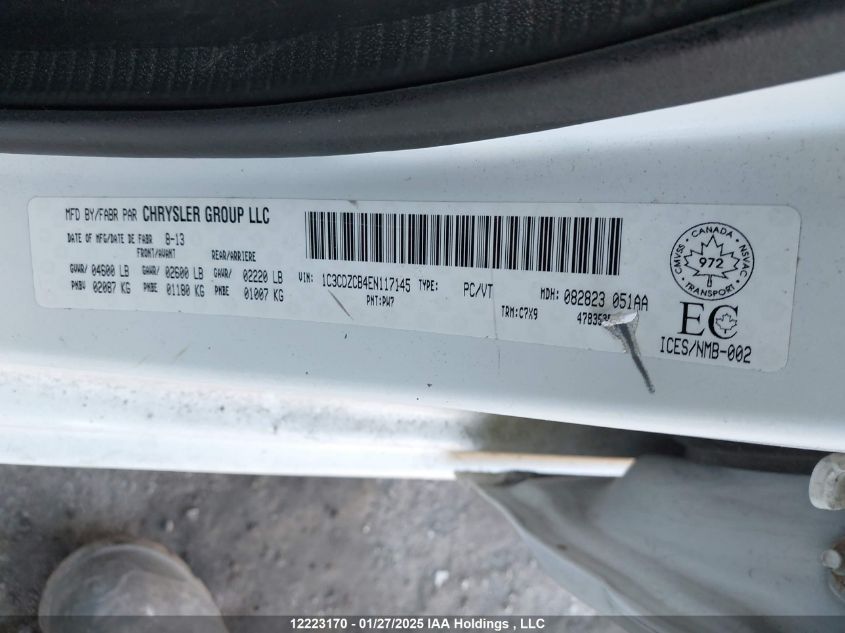 MFD BY/FABR PAR CHRYSLER GROUP LLC
DATE OF MFG/DATE DE FABR 8-13
FRONT/AVANT REAR/ARRIERE
GVWR/ 04600 LB GAWR/ 02600 LB GAWR/ 02220 LB
PNBV 02087 KG PNBE 01180 KG PNBE 01007 KG
VIN: 1C3CDZCB4EN117145 TYPE: PC/VT MDH: 082823 051AA
PNT:PW7 TRM:C7X9
CMVSS · CANADA · NSVAC
972
TRANSPORT
EC
ICES/NMB-002
12223170 - 01/27/2025 IAA Holdings , LLC